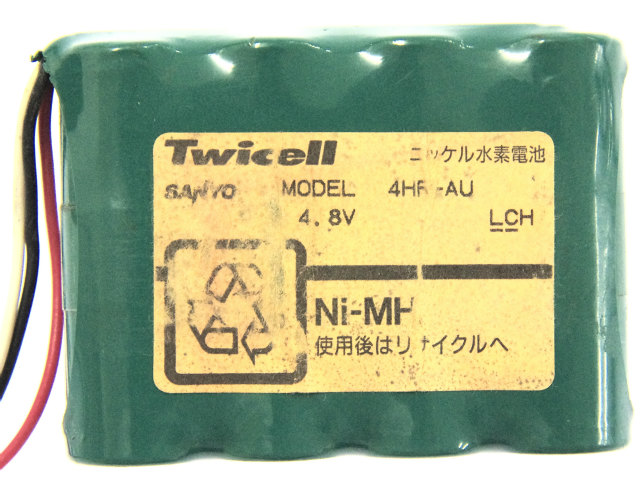 Twicell ニッケル水素電池
SANYO MODEL 4HR-AU
4.8V LCH
Ni-MH
使用後はリサイクルへ